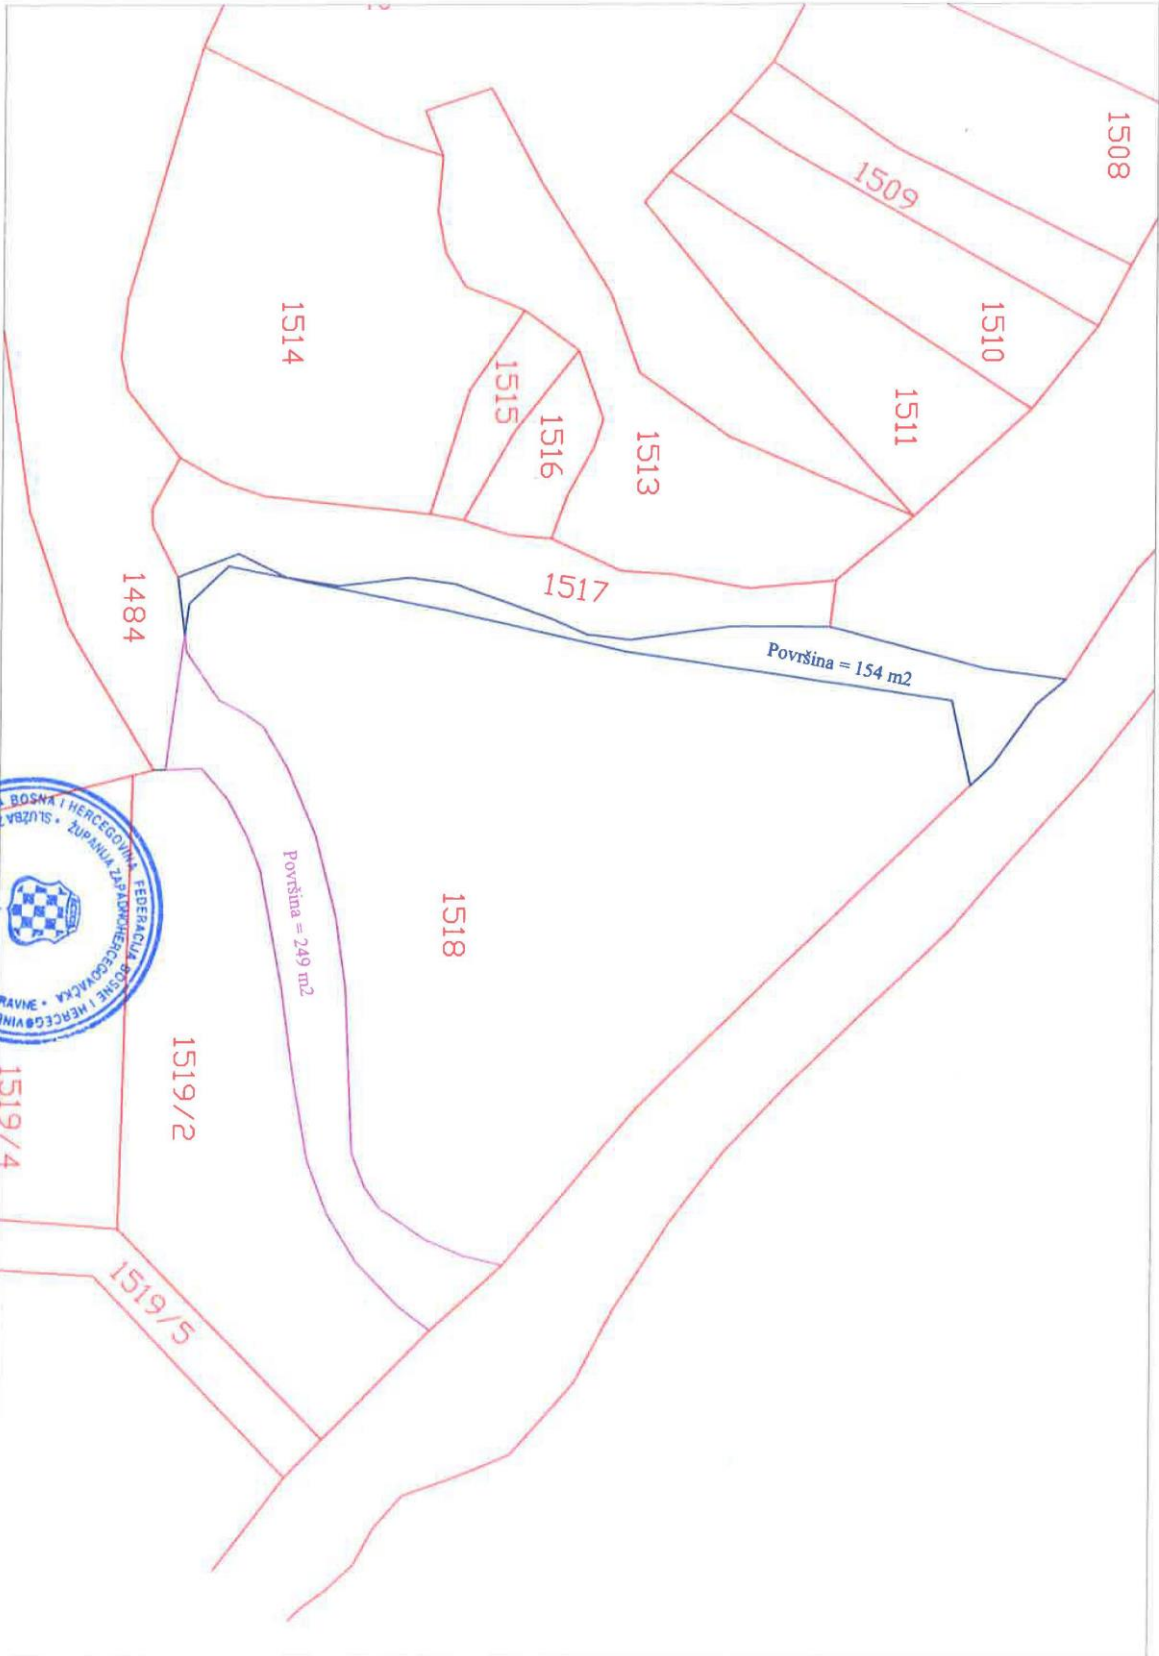 1508
1509
1510
1511
1514
1515
1516
1513
1517
1484
Površina = 154 m2
1518
Površina = 249 m2
1519/2
1519/4
1519/5
BOSNA I HERCEGOVINA FEDERACIJA BOSNE I HERCEGOVINE
ŽUPANIJA ZAPADNOHERCEGOVAČKA
SLUŽBA